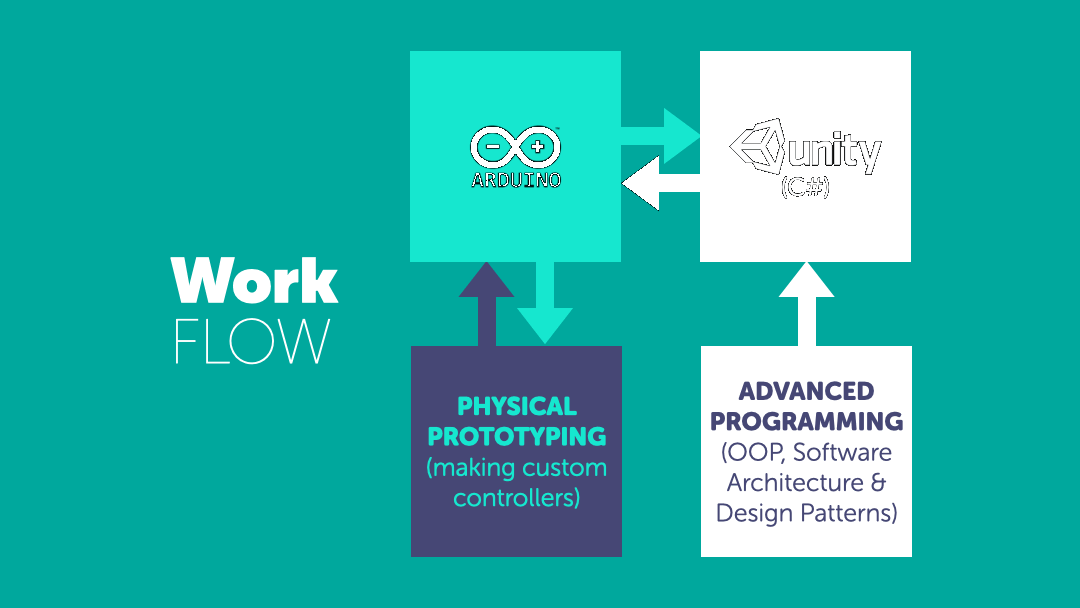 Work
FLOW
ARDUINO
unity
(C#)
PHYSICAL
PROTOTYPING
(making custom
controllers)
ADVANCED
PROGRAMMING
(OOP, Software
Architecture &
Design Patterns)